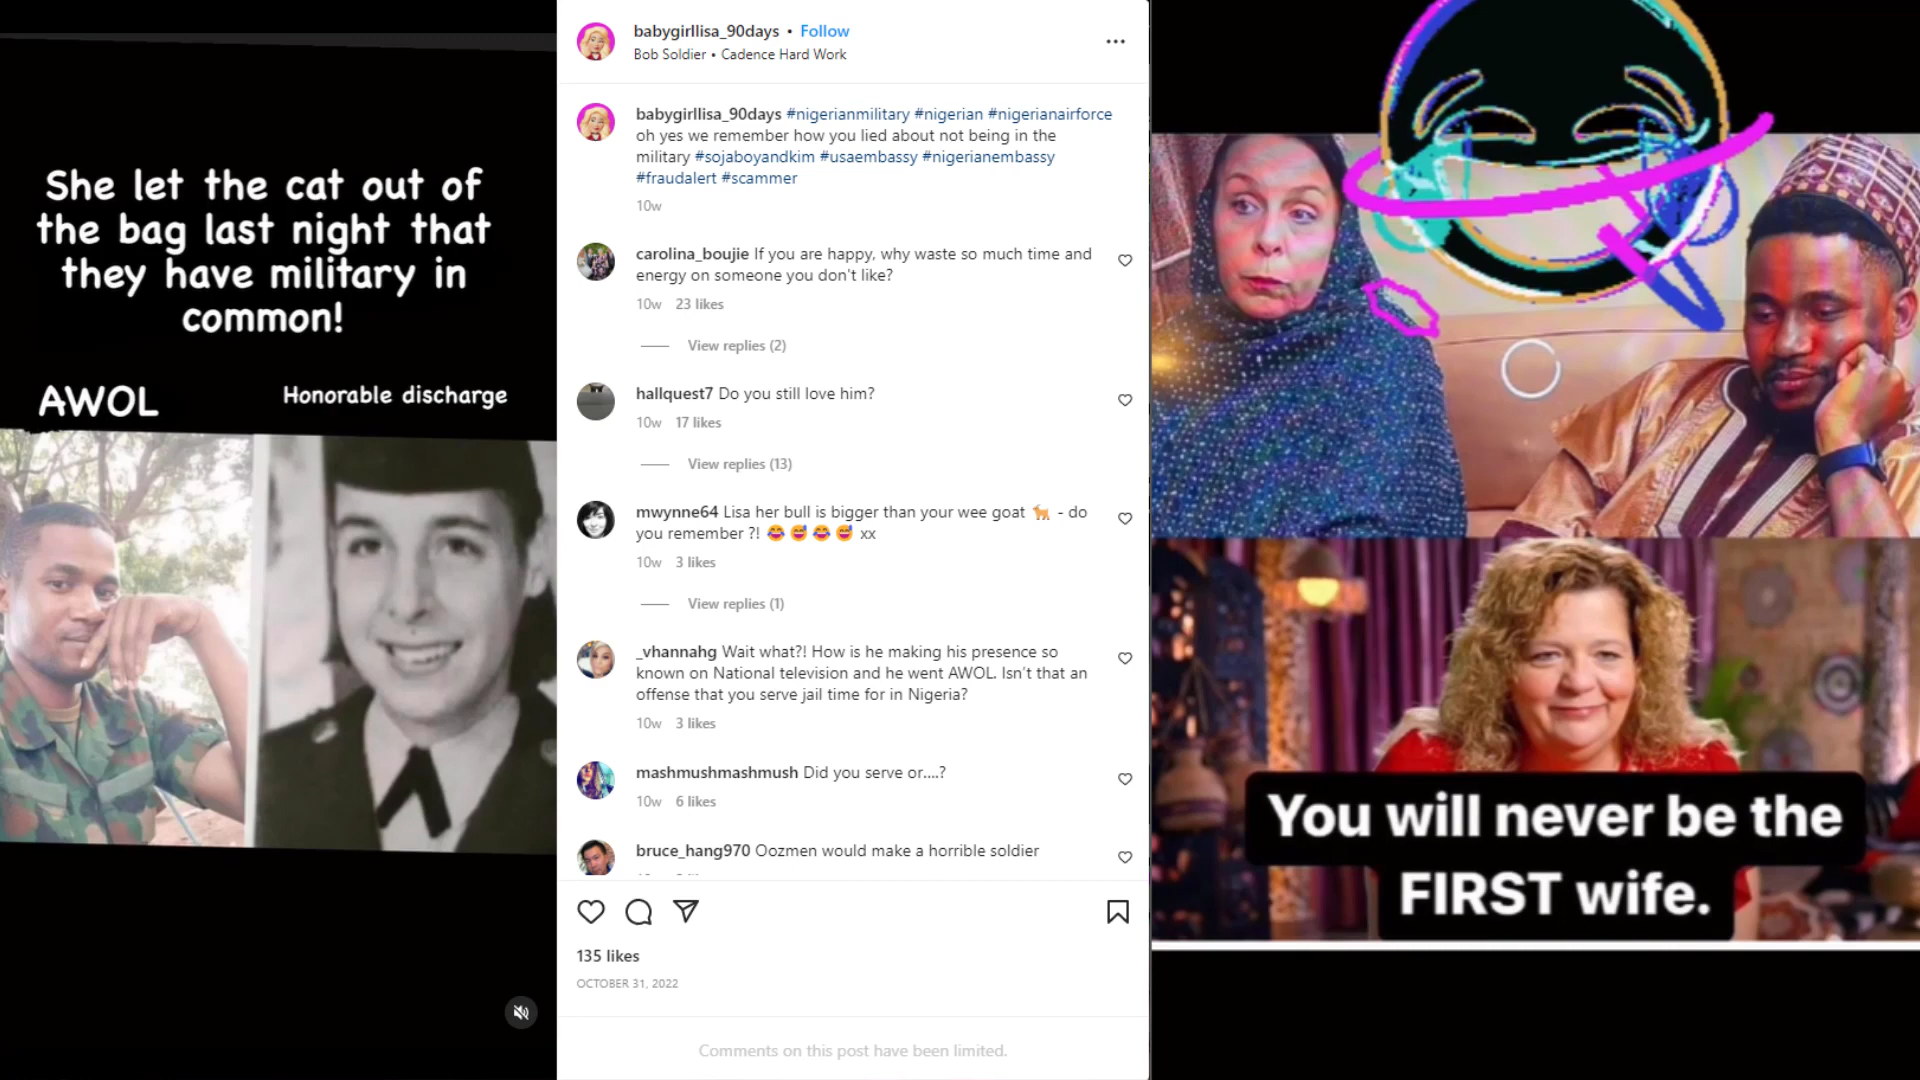 She let the cat out of
the bag last night that
they have military in
common!
AWOL
Honorable discharge
babygirllisa_90days • Follow
Bob Soldier • Cadence Hard Work
babygirllisa_90days #nigerianmilitary #nigerian #nigerianairforce
oh yes we remember how you lied about not being in the
military #sojaboyandkim #usaembassy #nigerianembassy
#fraudalert #scammer
10w
carolina_boujie If you are happy, why waste so much time and
energy on someone you don't like?
10w 23 likes
View replies (2)
hallquest7 Do you still love him?
10w 17 likes
View replies (13)
mwynne64 Lisa her bull is bigger than your wee goat 🐐 - do
you remember ?! 😂😅😂😅 xx
10w 3 likes
View replies (1)
_vhannahg Wait what?! How is he making his presence so
known on National television and he went AWOL. Isn't that an
offense that you serve jail time for in Nigeria?
10w 3 likes
mashmushmashmush Did you serve or....?
10w 6 likes
bruce_hang970 Oozmen would make a horrible soldier
135 likes
OCTOBER 31, 2022
Comments on this post have been limited.
You will never be the
FIRST wife.